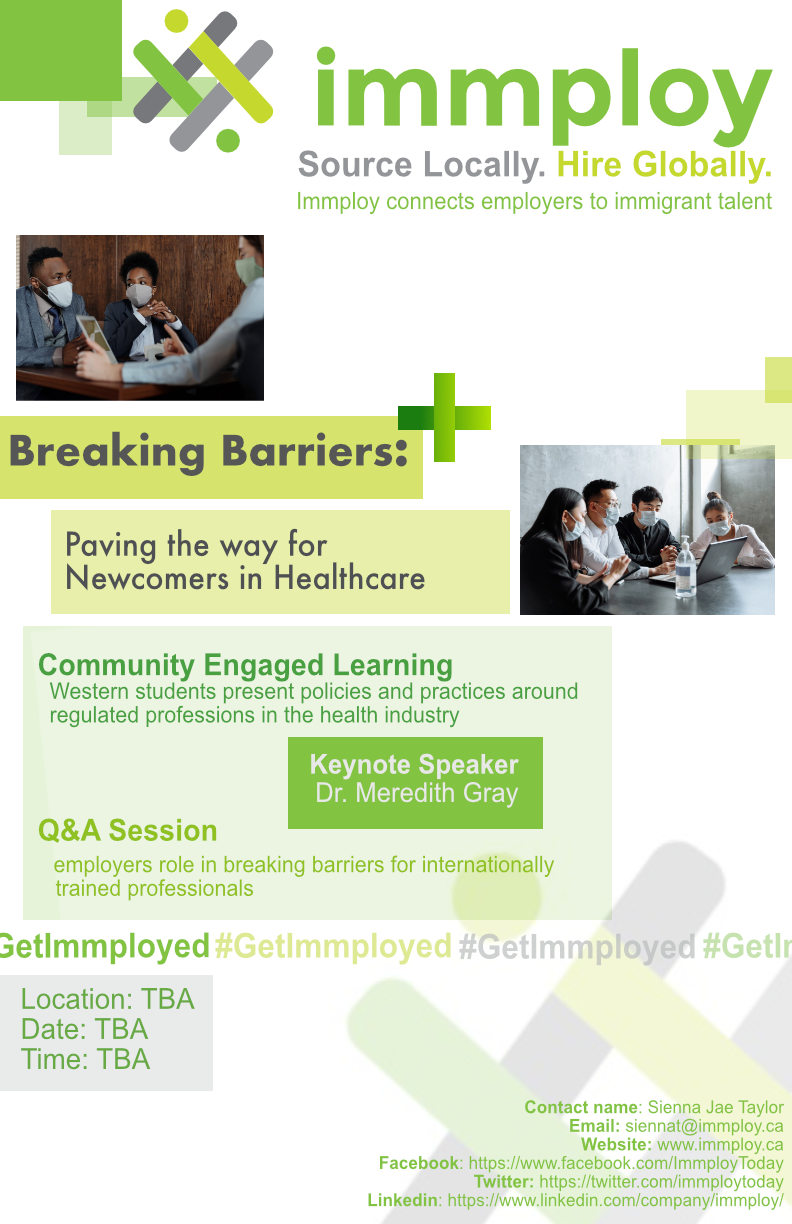 immploy
Source Locally. Hire Globally.
Immploy connects employers to immigrant talent
Breaking Barriers:
Paving the way for
Newcomers in Healthcare
Community Engaged Learning
Western students present policies and practices around
regulated professions in the health industry
Keynote Speaker
Dr. Meredith Gray
Q&A Session
employers role in breaking barriers for internationally
trained professionals
GetImmployed #GetImmployed #GetImmployed #GetIm
Location: TBA
Date: TBA
Time: TBA
Contact name: Sienna Jae Taylor
Email: siennat@immploy.ca
Website: www.immploy.ca
Facebook: https://www.facebook.com/ImmployToday
Twitter: https://twitter.com/immploytoday
Linkedin: https://www.linkedin.com/company/immploy/